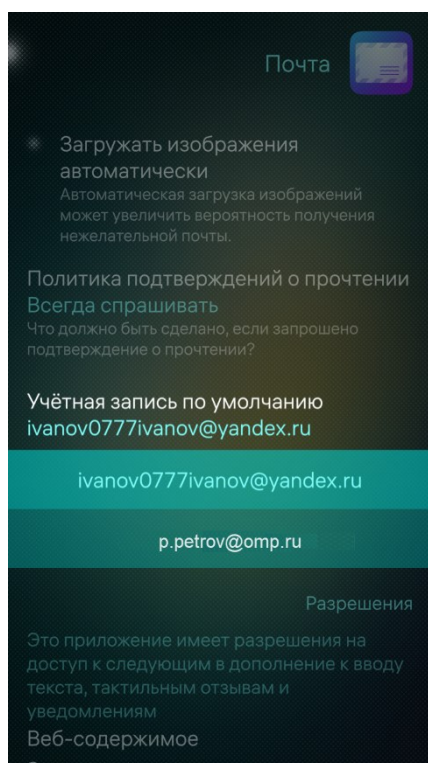 Почта
Загружать изображения
автоматически
Автоматическая загрузка изображений
может увеличить вероятность получения
нежелательной почты.
Политика подтверждений о прочтении
Всегда спрашивать
Что должно быть сделано, если запрошено
подтверждение о прочтении?
Учётная запись по умолчанию
ivanov0777ivanov@yandex.ru
ivanov0777ivanov@yandex.ru
p.petrov@omp.ru
Разрешения
Это приложение имеет разрешения на
доступ к следующим в дополнение к вводу
текста, тактильным отзывам и
уведомлениям
Веб-содержимое